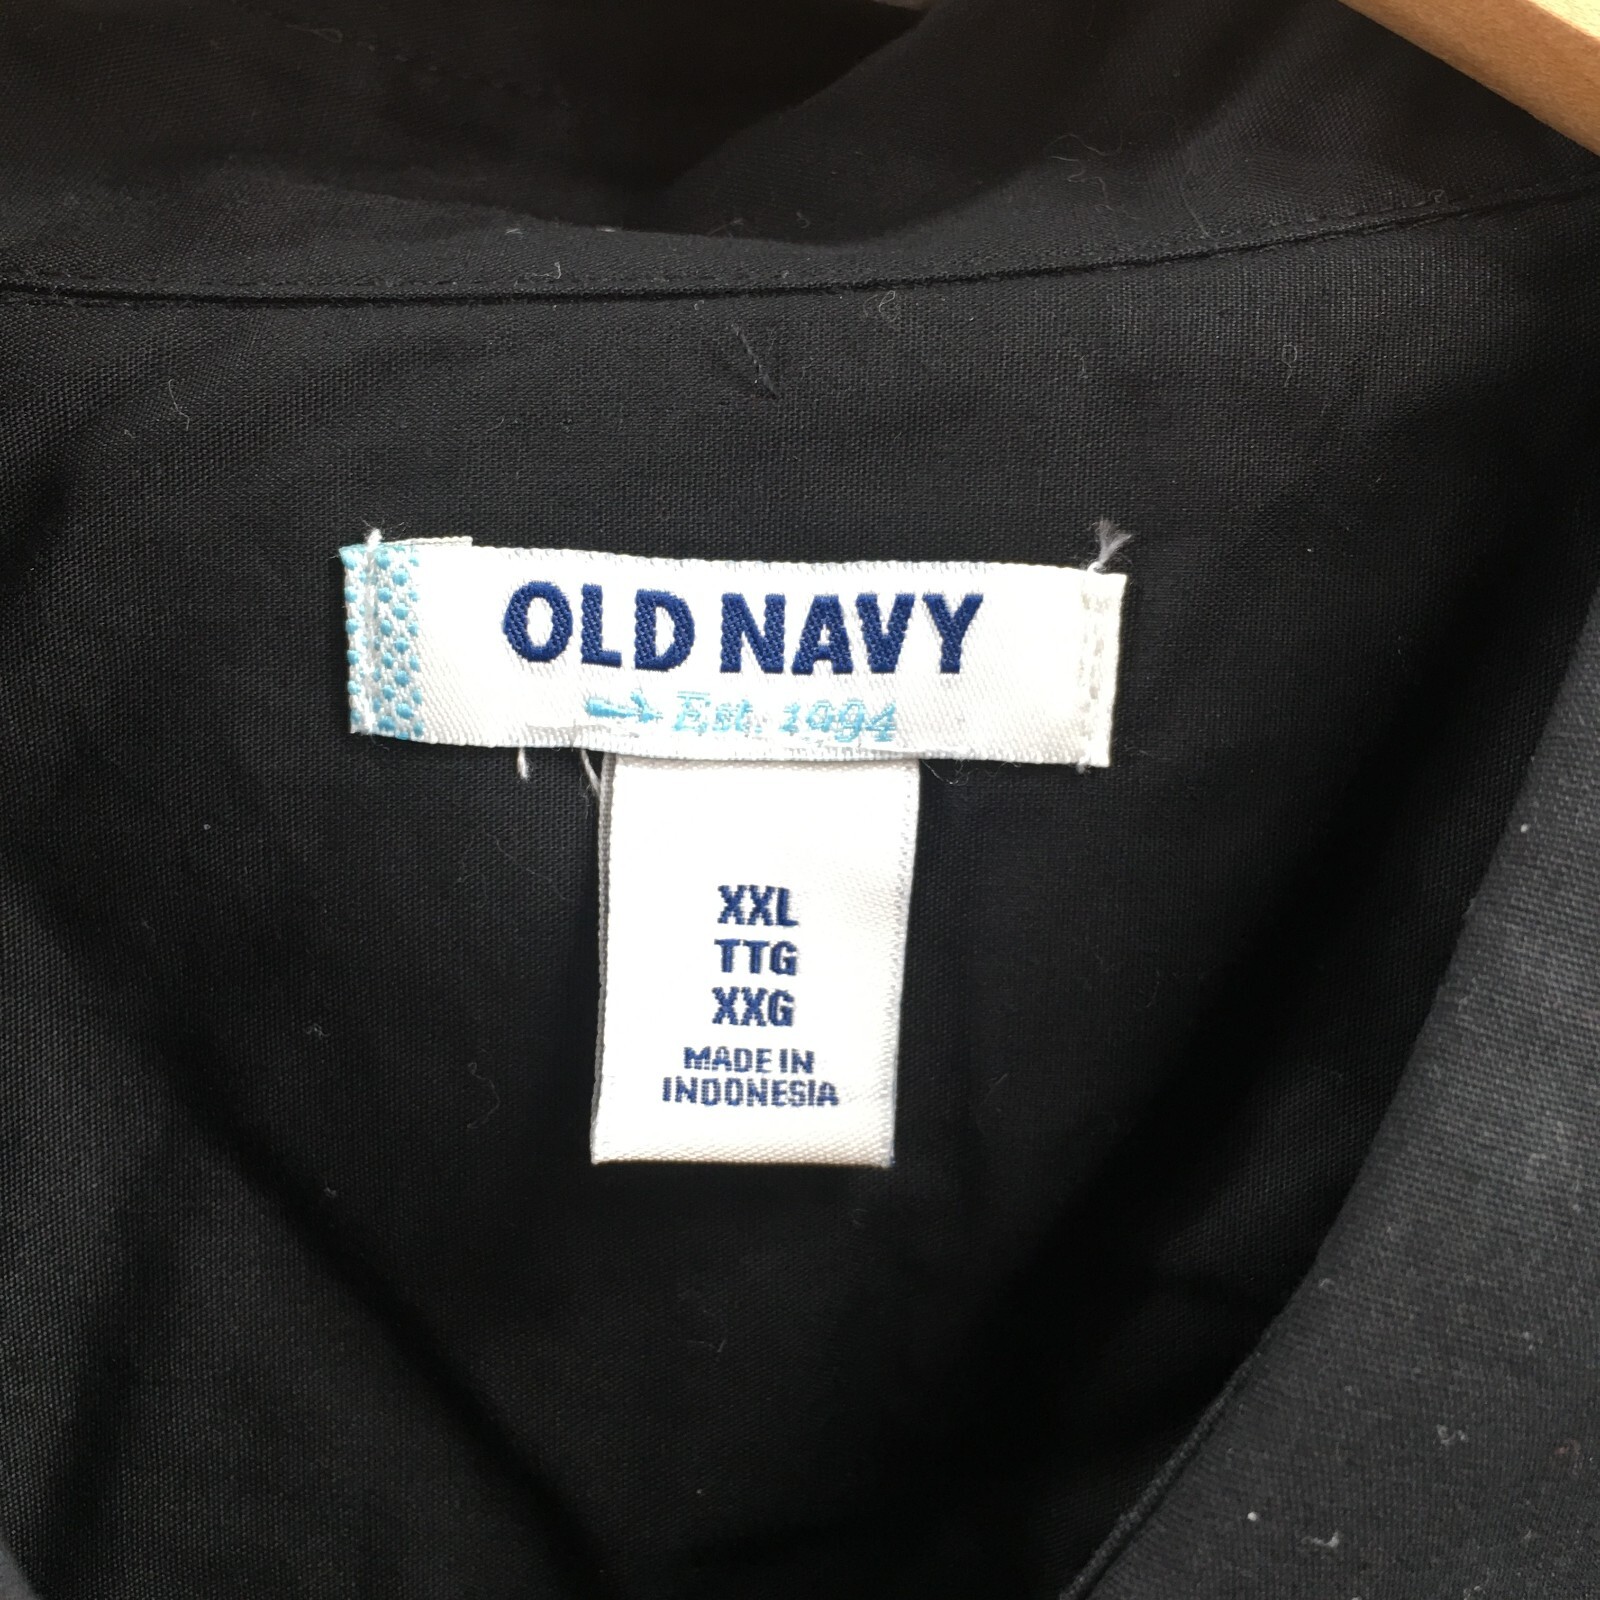 OLD NAVY
Est. 1994
XXL
TTG
XXG
MADE IN
INDONESIA